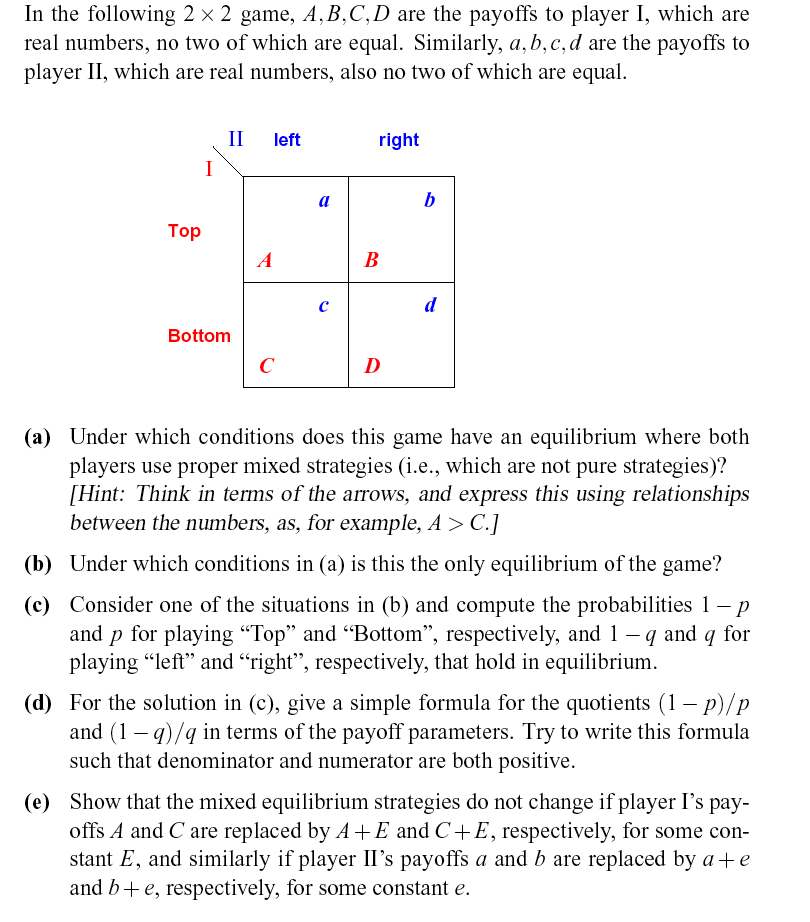 In the following 2 × 2 game, A,B,C,D are the payoffs to player I, which are
real numbers, no two of which are equal. Similarly, a,b,c,d are the payoffs to
player II, which are real numbers, also no two of which are equal.
II left right
I
a b
Top
A B
c d
Bottom
C D
(a) Under which conditions does this game have an equilibrium where both
players use proper mixed strategies (i.e., which are not pure strategies)?
[Hint: Think in terms of the arrows, and express this using relationships
between the numbers, as, for example, A > C.]
(b) Under which conditions in (a) is this the only equilibrium of the game?
(c) Consider one of the situations in (b) and compute the probabilities 1 − p
and p for playing “Top” and “Bottom”, respectively, and 1 − q and q for
playing “left” and “right”, respectively, that hold in equilibrium.
(d) For the solution in (c), give a simple formula for the quotients (1 − p)/p
and (1 − q)/q in terms of the payoff parameters. Try to write this formula
such that denominator and numerator are both positive.
(e) Show that the mixed equilibrium strategies do not change if player I’s pay-
offs A and C are replaced by A + E and C + E, respectively, for some con-
stant E, and similarly if player II’s payoffs a and b are replaced by a + e
and b + e, respectively, for some constant e.